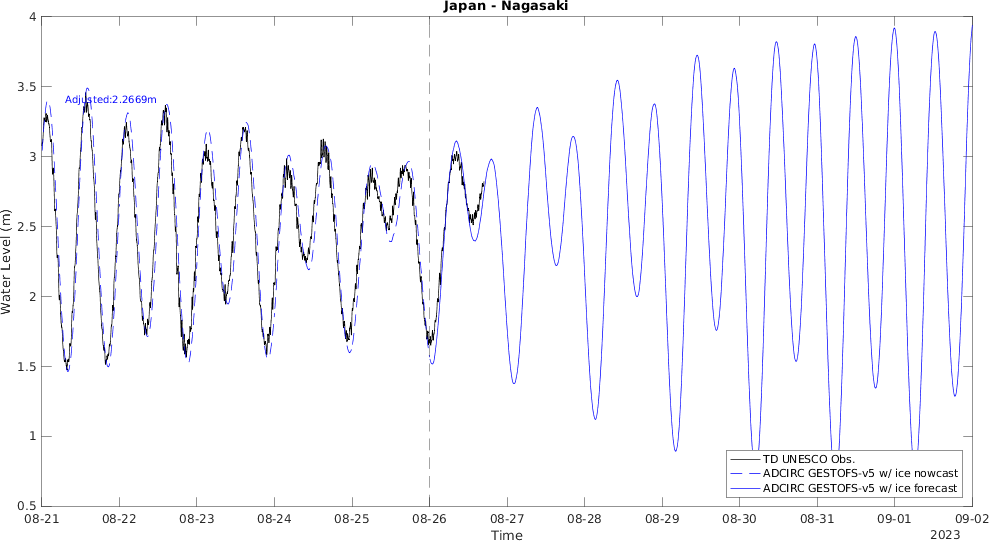 Japan - Nagasaki
4
3.5
3
2.5
2
1.5
1
0.5
Water Level (m)
Adjusted:2.2669m
TD UNESCO Obs.
ADCIRC GESTOFS-v5 w/ ice nowcast
ADCIRC GESTOFS-v5 w/ ice forecast
08-21 08-22 08-23 08-24 08-25 08-26 08-27 08-28 08-29 08-30 08-31 09-01 09-02
Time
2023